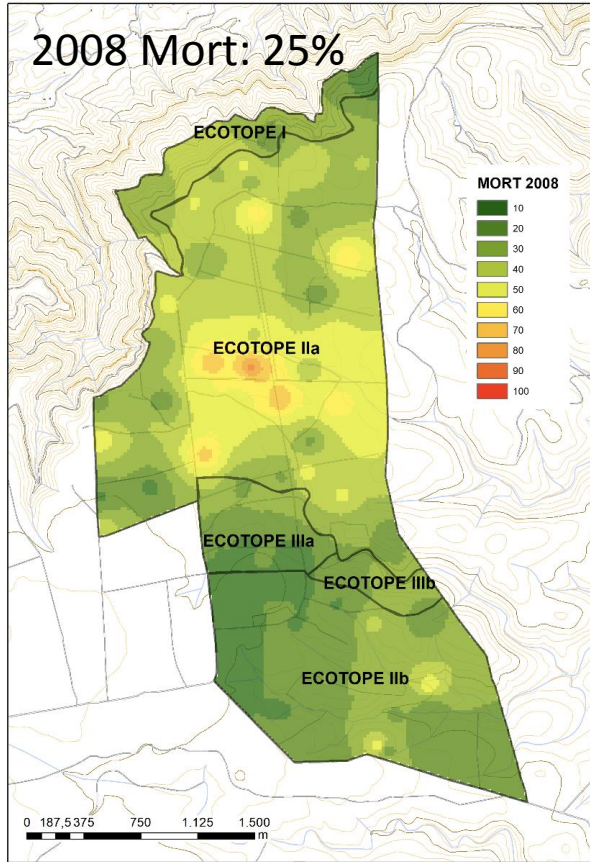 2008 Mort: 25%
ECOTOPE I
MORT 2008
10
20
30
40
50
60
70
80
90
100
ECOTOPE IIa
ECOTOPE IIIa
ECOTOPE IIIb
ECOTOPE IIb
0 187,5 375 750 1.125 1.500
m